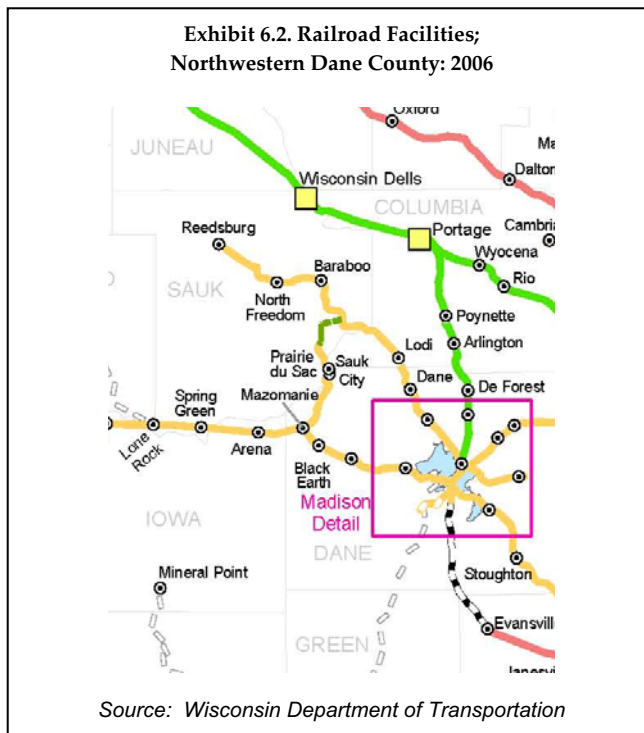 Exhibit 6.2. Railroad Facilities;
Northwestern Dane County: 2006
Oxford
Ma
JUNEAU
Dalton
Wisconsin Dells
COLUMBIA
Cambria
Reedsburg
Portage
Wyocena
Baraboo
Rio
SAUK
North
Freedom
Poynette
Lodi
Arlington
Prairie
du Sac
Sauk
City
Dane
De Forest
Mazomanie
Spring
Green
Lone
Rock
Arena
Black
Earth
Madison
Detail
IOWA
DANE
Stoughton
Mineral Point
Evansvill
GREEN
Source: Wisconsin Department of Transportation